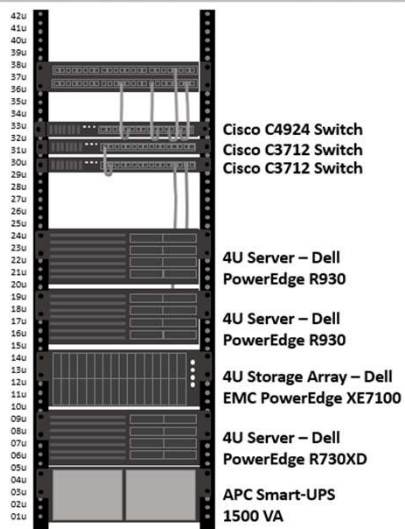 42u
41u
40u
39u
38u
37u
36u
35u
34u
33u
32u
31u
30u
29u
28u
27u
26u
25u
24u
23u
22u
21u
20u
19u
18u
17u
16u
15u
14u
13u
12u
11u
10u
09u
08u
07u
06u
05u
04u
03u
02u
01u
Cisco C4924 Switch
Cisco C3712 Switch
Cisco C3712 Switch
4U Server – Dell
PowerEdge R930
4U Server – Dell
PowerEdge R930
4U Storage Array – Dell
EMC PowerEdge XE7100
4U Server – Dell
PowerEdge R730XD
APC Smart-UPS
1500 VA